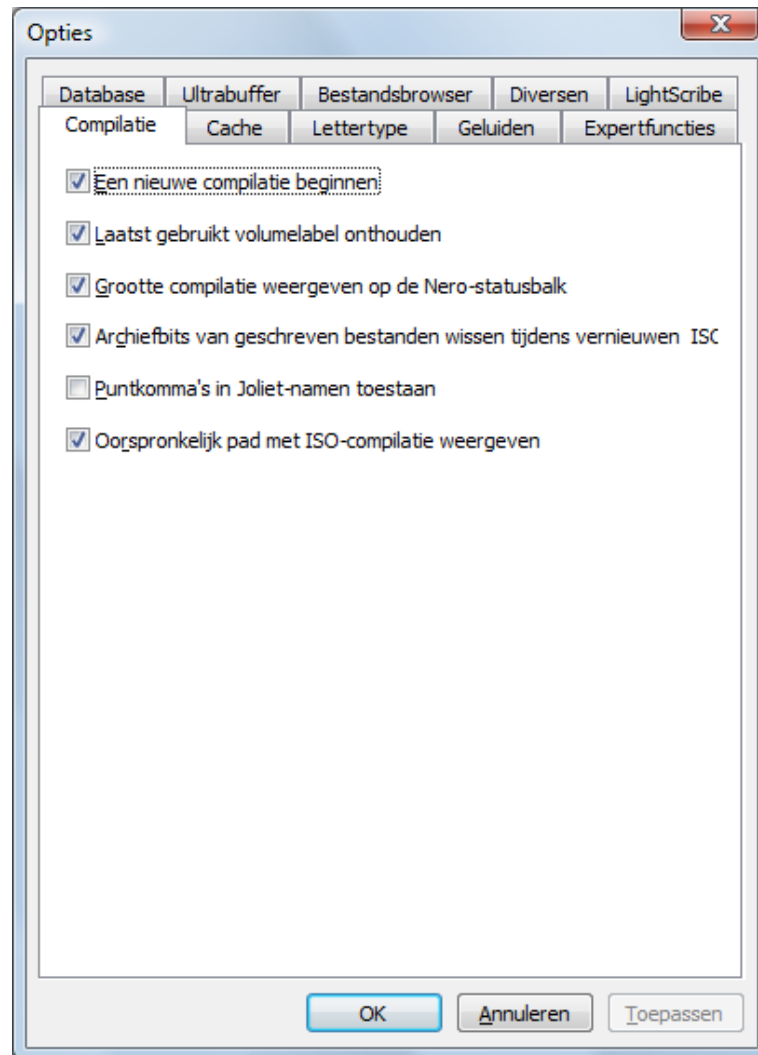 Opties
Database Ultrabuffer Bestandsbrowser Diversen LightScribe
Compilatie Cache Lettertype Geluiden Expertfuncties
Een nieuwe compilatie beginnen
Laatst gebruikt volumelabel onthouden
Grootte compilatie weergeven op de Nero-statusbalk
Archiefbits van geschreven bestanden wissen tijdens vernieuwen ISC
Puntkomma's in Joliet-namen toestaan
Oorspronkelijk pad met ISO-compilatie weergeven
OK Annuleren Toepassen